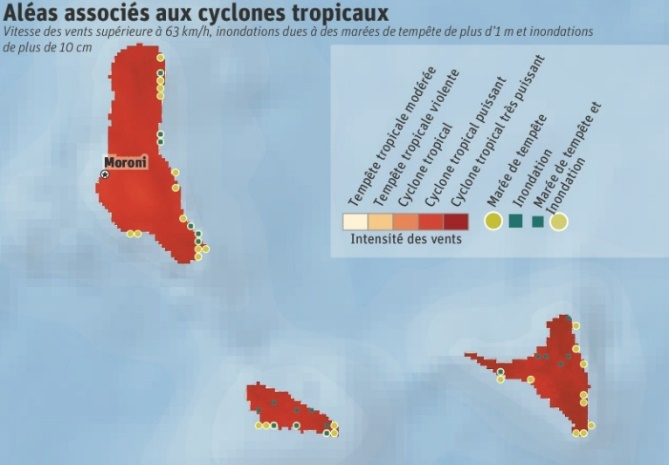 Aléas associés aux cyclones tropicaux
Vitesse des vents supérieure à 63 km/h, inondations dues à des marées de tempête de plus d'1 m et inondations
de plus de 10 cm
Moroni
Tempête tropicale modérée
Tempête tropicale violente
Cyclone tropical
Cyclone tropical puissant
Cyclone tropical très puissant
Marée de tempête
Inondation
Marée de tempête et
Inondation
Intensité des vents